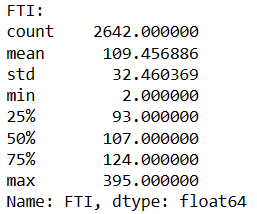 FTI:
count    2642.000000
mean      109.456886
std        32.460369
min         2.000000
25%        93.000000
50%       107.000000
75%       124.000000
max       395.000000
Name: FTI, dtype: float64